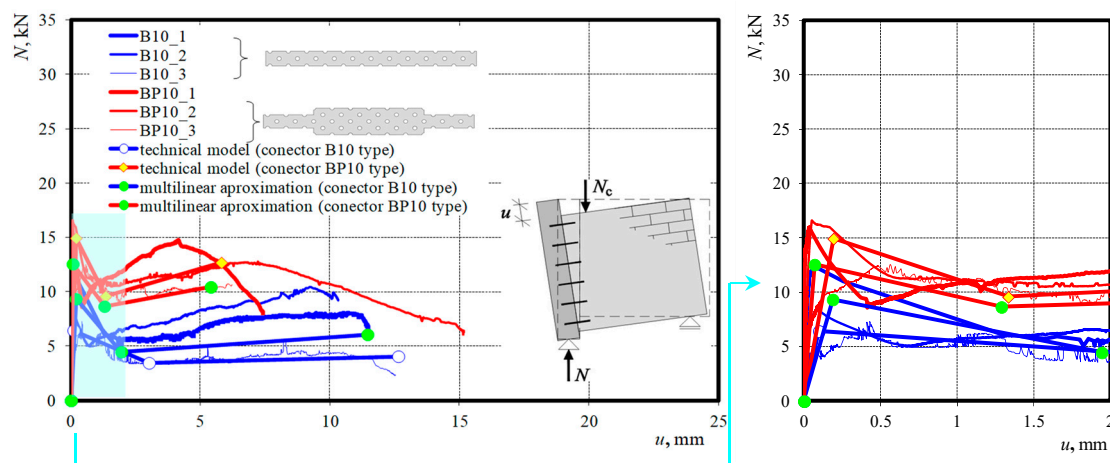 N, kN
35
30
25
20
15
10
5
0
B10_1
B10_2
B10_3
BP10_1
BP10_2
BP10_3
technical model (conector B10 type)
technical model (conector BP10 type)
multilinear aproximation (conector B10 type)
multilinear aproximation (conector BP10 type)
u
Nc
N
0 5 10 15 20 25
u, mm
N, kN
35
30
25
20
15
10
5
0
0 0.5 1 1.5 2
u, mm